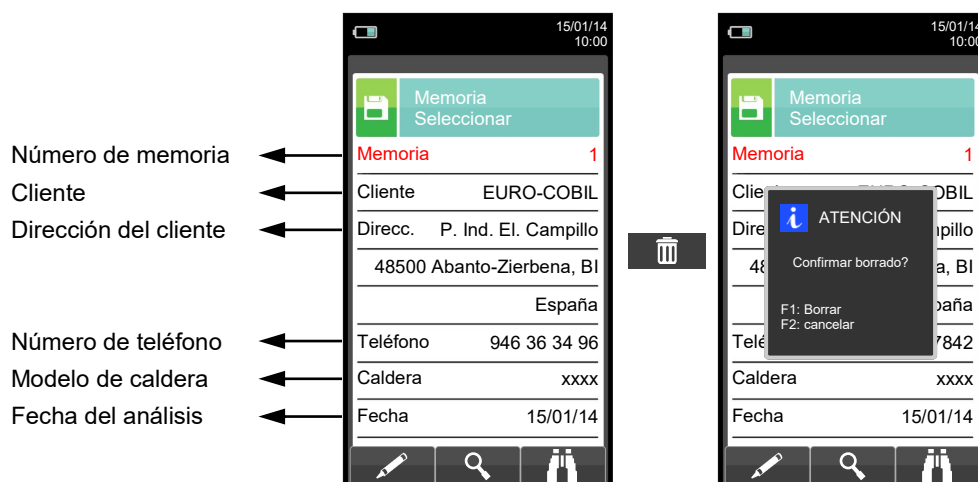 15/01/14
10:00
Memoria
Seleccionar
Número de memoria
Memoria 1
Cliente
Cliente EURO-COBIL
Dirección del cliente
Direcc. P. Ind. El. Campillo
48500 Abanto-Zierbena, BI
España
Número de teléfono
Teléfono 946 36 34 96
Modelo de caldera
Caldera xxxx
Fecha del análisis
Fecha 15/01/14
15/01/14
10:00
Memoria
Seleccionar
Memoria 1
ATENCIÓN
Confirmar borrado?
F1: Borrar
F2: cancelar
48
a, BI
7842
Caldera xxxx
Fecha 15/01/14